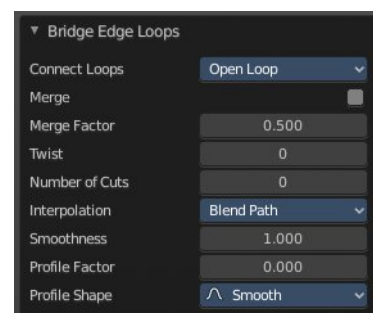 Bridge Edge Loops
Connect Loops Open Loop
Merge
Merge Factor 0.500
Twist 0
Number of Cuts 0
Interpolation Blend Path
Smoothness 1.000
Profile Factor 0.000
Profile Shape Smooth